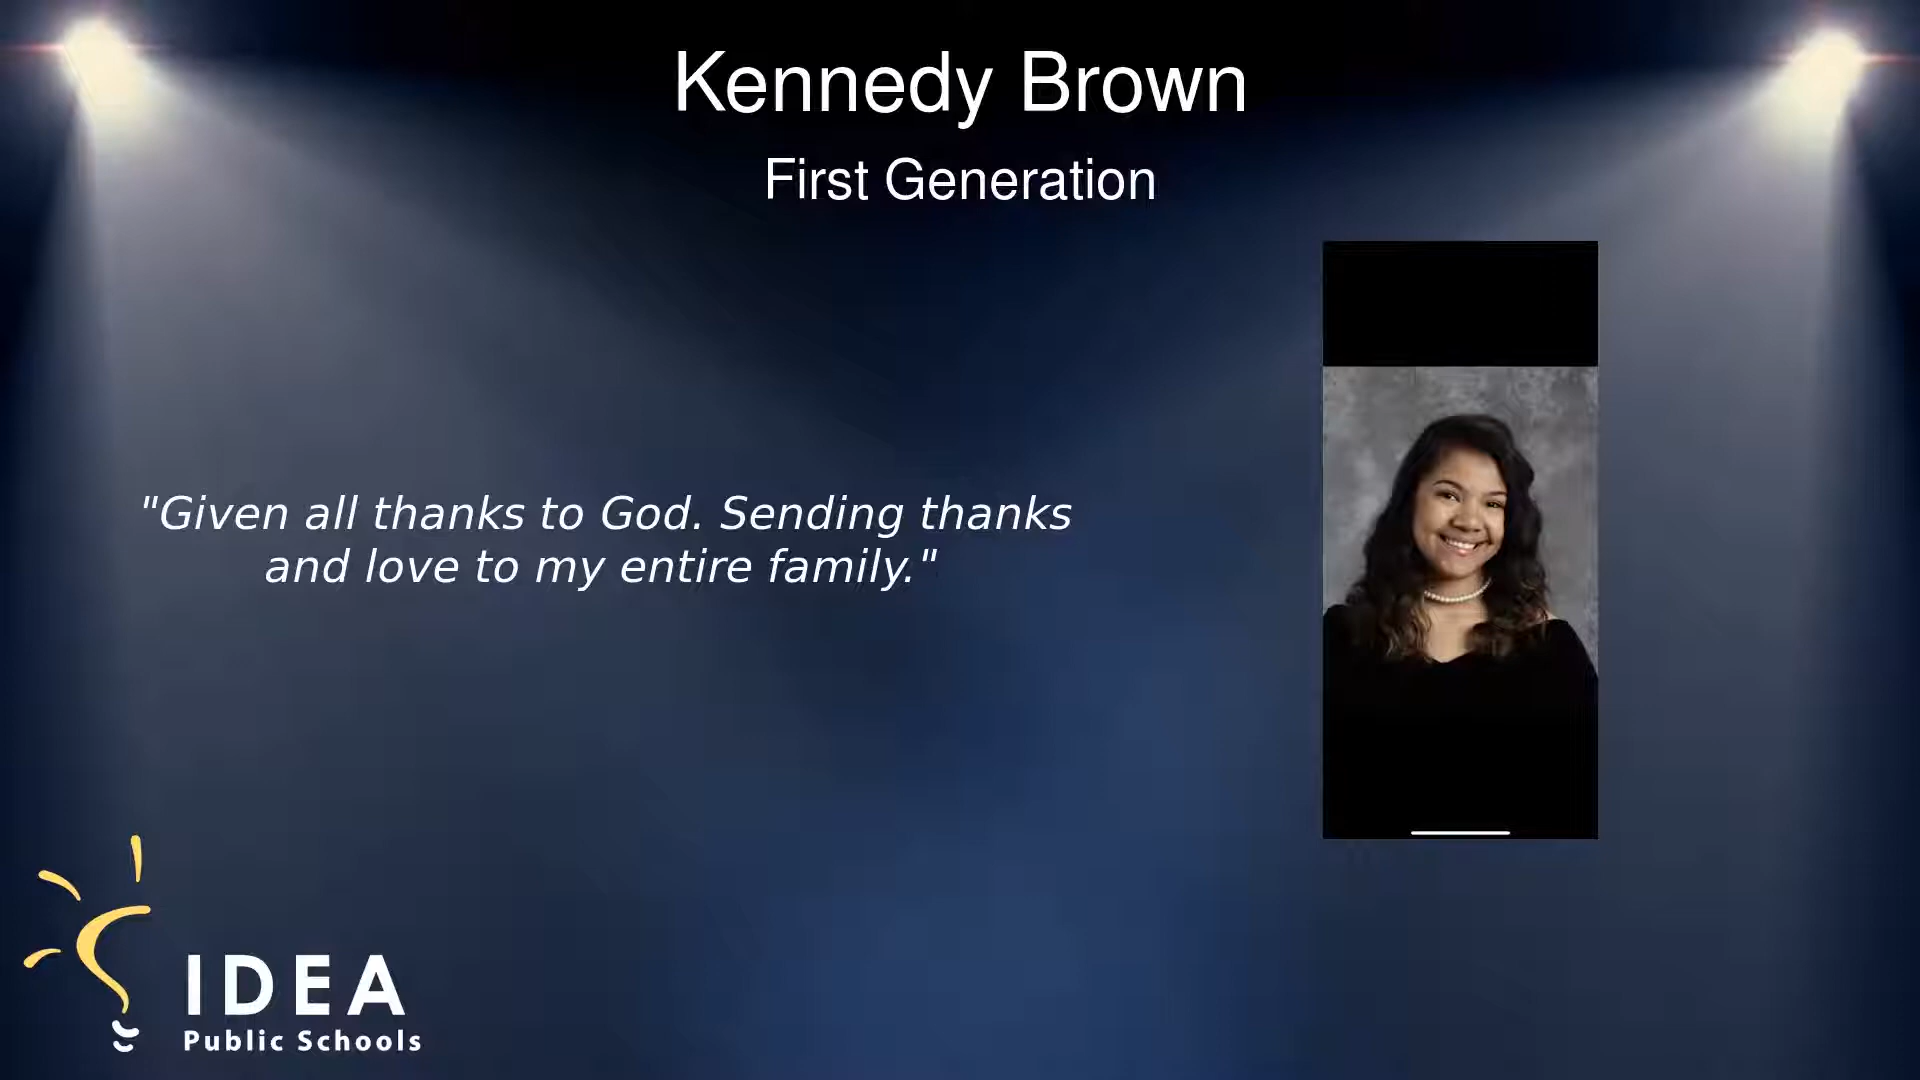 Kennedy Brown
First Generation
"Given all thanks to God. Sending thanks
and love to my entire family."
IDEA
Public Schools